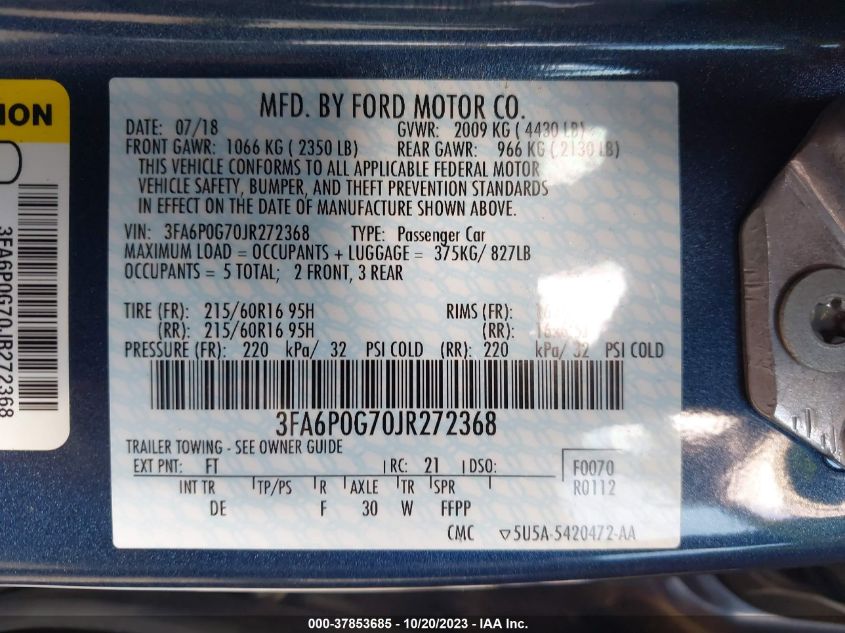 ION
3FA6P0G70JR272368
MFD. BY FORD MOTOR CO.
DATE: 07/18 GVWR: 2009 KG ( 4430 LB)
FRONT GAWR: 1066 KG ( 2350 LB) REAR GAWR: 966 KG ( 2130 LB)
THIS VEHICLE CONFORMS TO ALL APPLICABLE FEDERAL MOTOR
VEHICLE SAFETY, BUMPER, AND THEFT PREVENTION STANDARDS
IN EFFECT ON THE DATE OF MANUFACTURE SHOWN ABOVE.
VIN: 3FA6P0G70JR272368 TYPE: Passenger Car
MAXIMUM LOAD = OCCUPANTS + LUGGAGE = 375KG/ 827LB
OCCUPANTS = 5 TOTAL; 2 FRONT, 3 REAR
TIRE (FR): 215/60R16 95H RIMS (FR):
(RR): 215/60R16 95H (RR):
PRESSURE (FR): 220 kPa/ 32 PSI COLD (RR): 220 kPa/ 32 PSI COLD
3FA6P0G70JR272368
TRAILER TOWING - SEE OWNER GUIDE
EXT PNT: FT RC: 21 DSO: F0070
INT TR TP/PS R AXLE TR SPR R0112
DE F 30 W FFPP
CMC ▽5U5A-5420472-AA
000-37853685 - 10/20/2023 - IAA Inc.